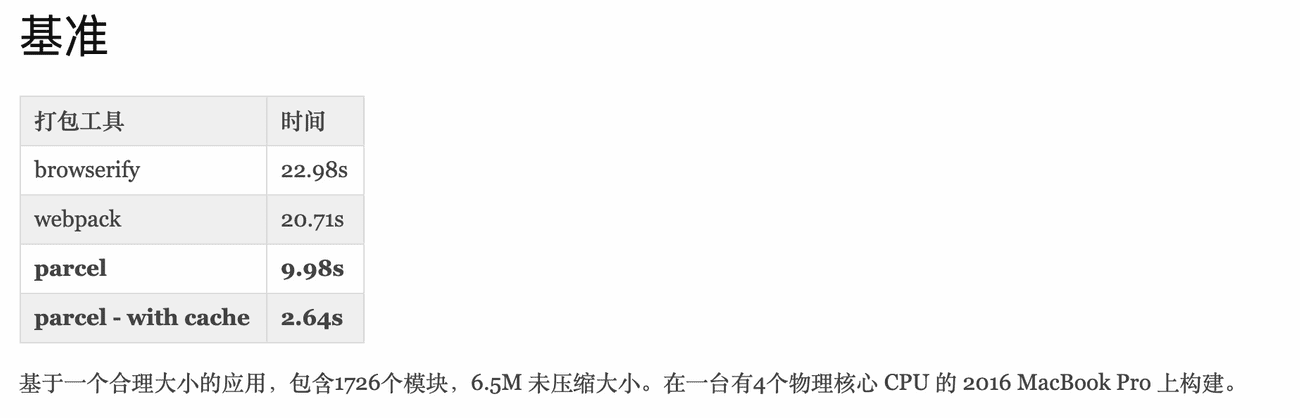 基准
打包工具 时间
browserify 22.98s
webpack 20.71s
parcel 9.98s
parcel - with cache 2.64s
基于一个合理大小的应用，包含1726个模块，6.5M 未压缩大小。在一台有4个物理核心 CPU 的 2016 MacBook Pro 上构建。